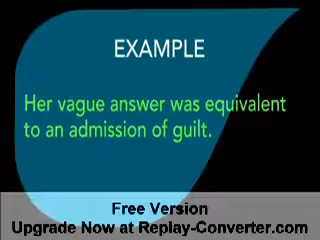 EXAMPLE
Her vague answer was equivalent
to an admission of guilt.
Free Version
Upgrade Now at Replay-Converter.com